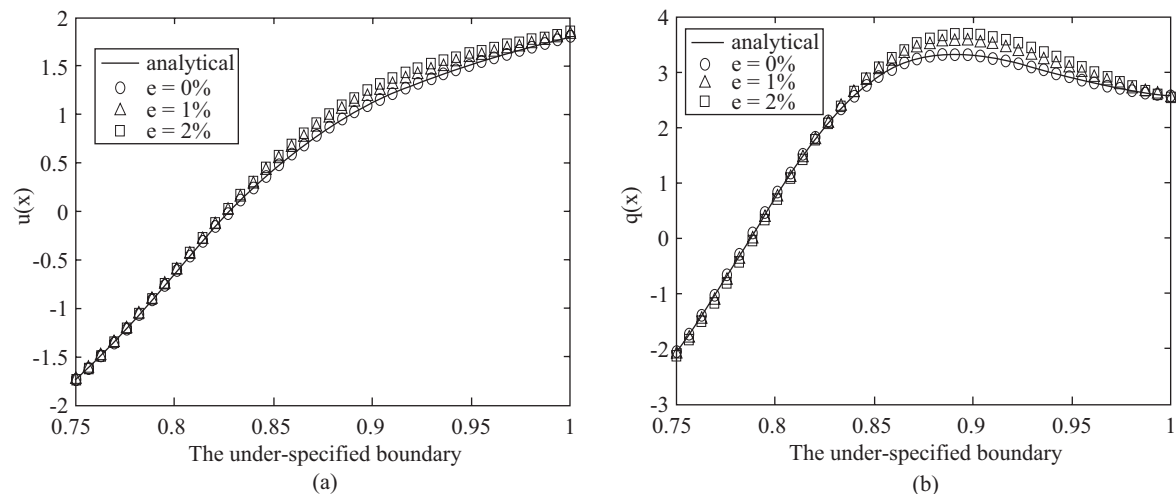 2
1.5
1
0.5
0
-0.5
-1
-1.5
-2
u(x)
analytical
e = 0%
e = 1%
e = 2%
0.75 0.8 0.85 0.9 0.95 1
The under-specified boundary
(a)
4
3
2
1
0
-1
-2
-3
q(x)
analytical
e = 0%
e = 1%
e = 2%
0.75 0.8 0.85 0.9 0.95 1
The under-specified boundary
(b)